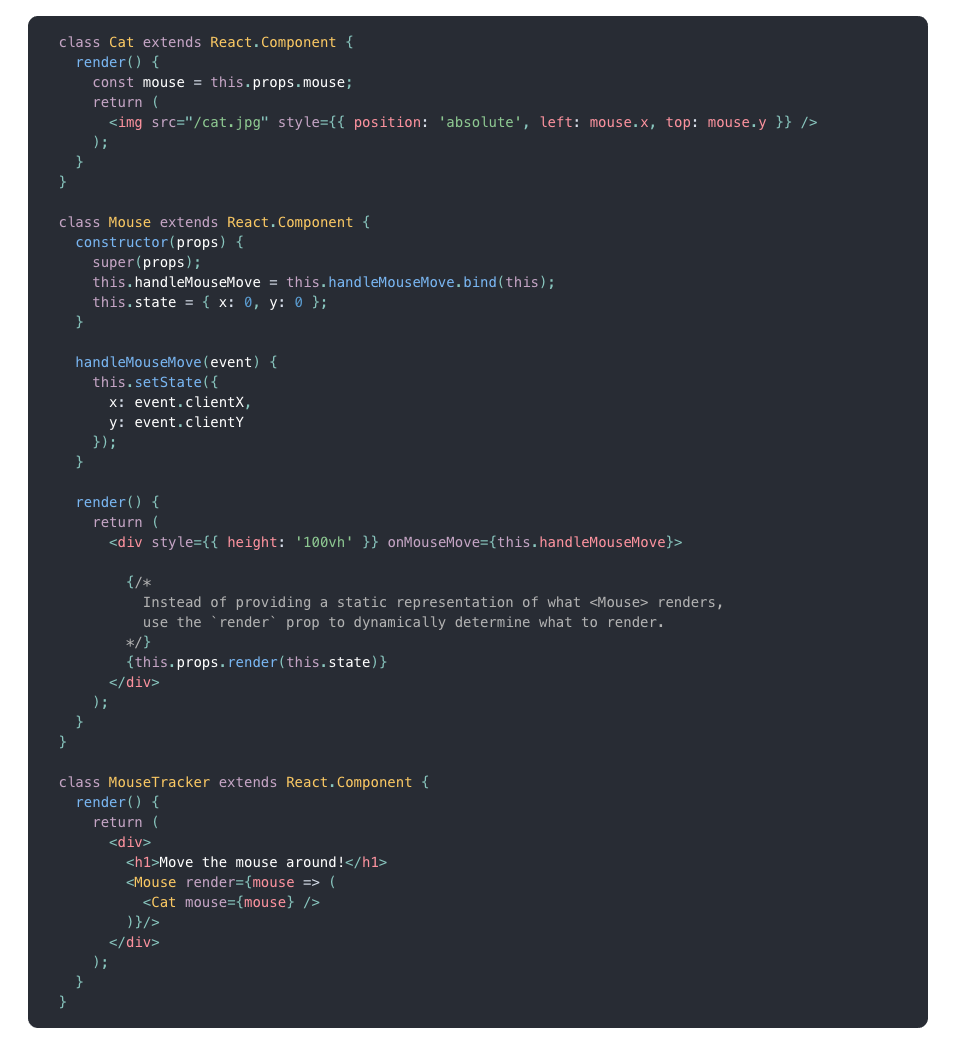 class Cat extends React.Component {
  render() {
    const mouse = this.props.mouse;
    return (
      <img src="/cat.jpg" style={{ position: 'absolute', left: mouse.x, top: mouse.y }} />
    );
  }
}

class Mouse extends React.Component {
  constructor(props) {
    super(props);
    this.handleMouseMove = this.handleMouseMove.bind(this);
    this.state = { x: 0, y: 0 };
  }

  handleMouseMove(event) {
    this.setState({
      x: event.clientX,
      y: event.clientY
    });
  }

  render() {
    return (
      <div style={{ height: '100vh' }} onMouseMove={this.handleMouseMove}>

        {/*
          Instead of providing a static representation of what <Mouse> renders,
          use the `render` prop to dynamically determine what to render.
        */}
        {this.props.render(this.state)}
      </div>
    );
  }
}

class MouseTracker extends React.Component {
  render() {
    return (
      <div>
        <h1>Move the mouse around!</h1>
        <Mouse render={mouse => (
          <Cat mouse={mouse} />
        )}/>
      </div>
    );
  }
}